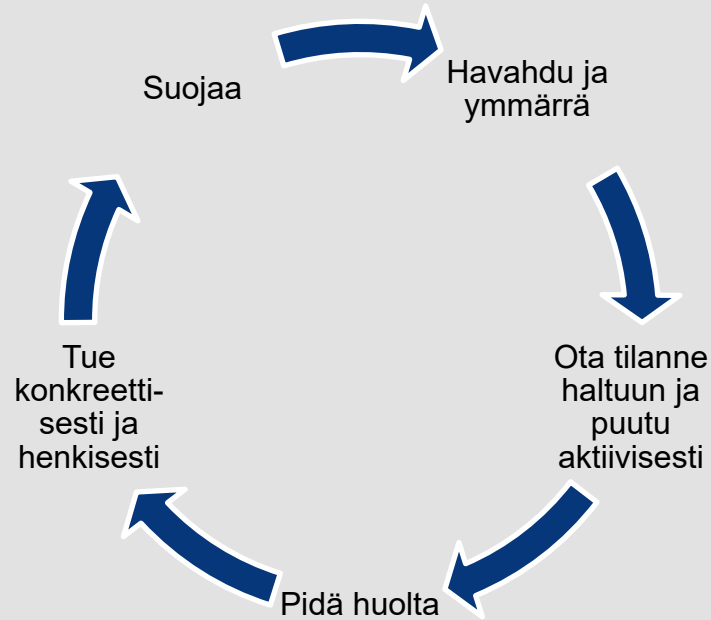 Suojaa
Havahdu ja
ymmärrä
Ota tilanne
haltuun ja
puutu
aktiivisesti
Pidä huolta
Tue
konkreetti-
sesti ja
henkisesti